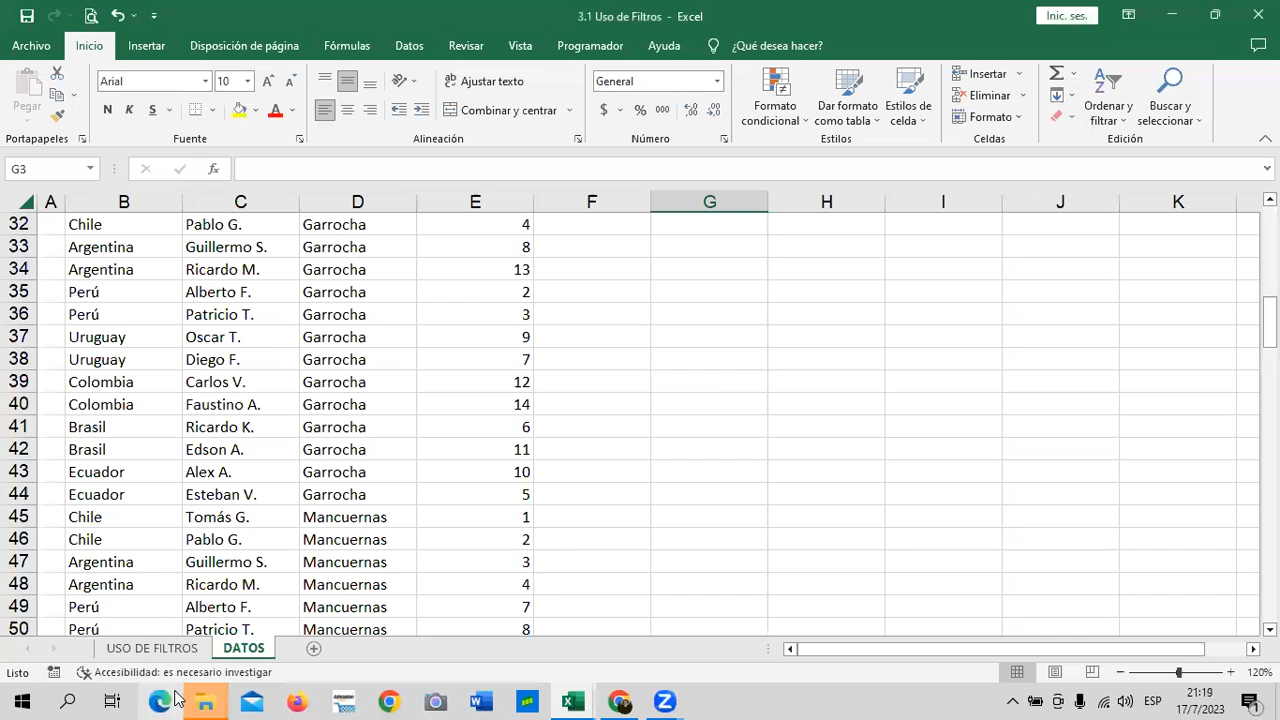 3.1 Uso de Filtros - Excel
Inic. ses.
Archivo Inicio Insertar Disposición de página Fórmulas Datos Revisar Vista Programador Ayuda ¿Qué desea hacer?
Pegar
Arial 10
N K S
Ajustar texto
Combinar y centrar
General
$ % 000
Formato condicional
Dar formato como tabla
Estilos de celda
Insertar
Eliminar
Formato
Ordenar y filtrar
Buscar y seleccionar
Portapapeles Fuente Alineación Número Estilos Celdas Edición
G3 fx
A B C D E F G H I J K
32 Chile Pablo G. Garrocha 4
33 Argentina Guillermo S. Garrocha 8
34 Argentina Ricardo M. Garrocha 13
35 Perú Alberto F. Garrocha 2
36 Perú Patricio T. Garrocha 3
37 Uruguay Oscar T. Garrocha 9
38 Uruguay Diego F. Garrocha 7
39 Colombia Carlos V. Garrocha 12
40 Colombia Faustino A. Garrocha 14
41 Brasil Ricardo K. Garrocha 6
42 Brasil Edson A. Garrocha 11
43 Ecuador Alex A. Garrocha 10
44 Ecuador Esteban V. Garrocha 5
45 Chile Tomás G. Mancuernas 1
46 Chile Pablo G. Mancuernas 2
47 Argentina Guillermo S. Mancuernas 3
48 Argentina Ricardo M. Mancuernas 4
49 Perú Alberto F. Mancuernas 7
50 Perú Patricio T. Mancuernas 8
USO DE FILTROS DATOS
Listo Accesibilidad: es necesario investigar 120%
ESP
21:19
17/7/2023